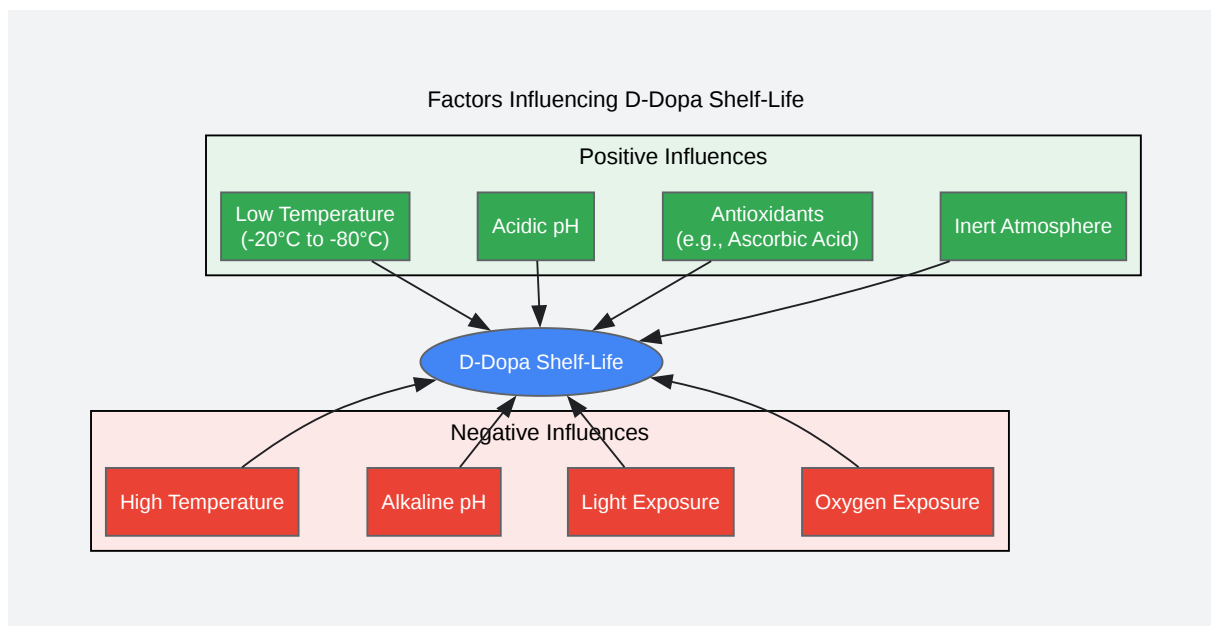 Factors Influencing D-Dopa Shelf-Life
Positive Influences
Low Temperature
(-20°C to -80°C)
Acidic pH
Antioxidants
(e.g., Ascorbic Acid)
Inert Atmosphere
D-Dopa Shelf-Life
Negative Influences
High Temperature
Alkaline pH
Light Exposure
Oxygen Exposure